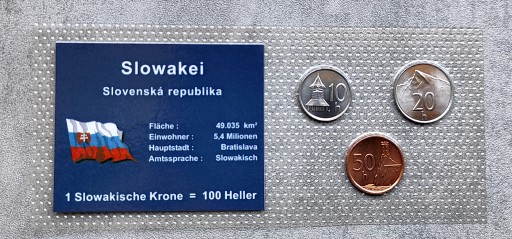 Slowakei
Slovenská republika
Fläche : 49.035 km²
Einwohner : 5,4 Milionen
Hauptstadt : Bratislava
Amtssprache : Slowakisch
1 Slowakische Krone = 100 Heller
10
h
20
h
50